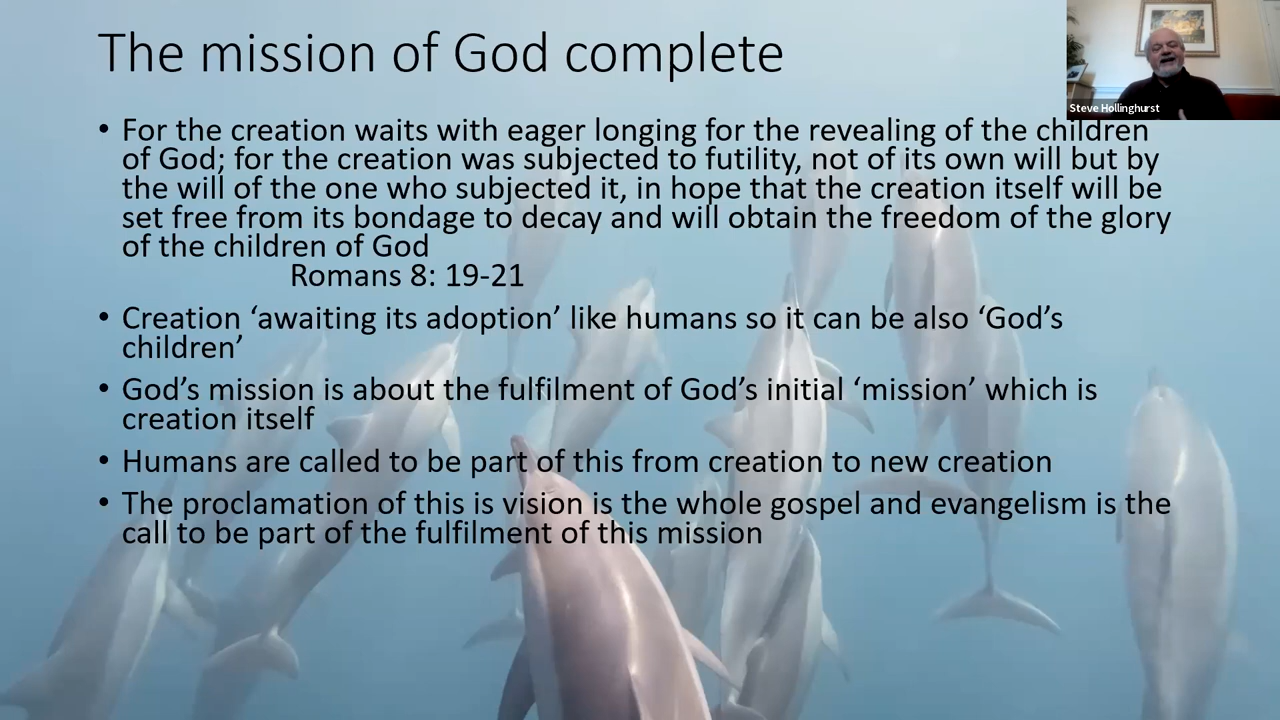 The mission of God complete
Steve Hollinghurst
• For the creation waits with eager longing for the revealing of the children
of God; for the creation was subjected to futility, not of its own will but by
the will of the one who subjected it, in hope that the creation itself will be
set free from its bondage to decay and will obtain the freedom of the glory
of the children of God
Romans 8: 19-21
• Creation ‘awaiting its adoption’ like humans so it can be also ‘God’s
children’
• God’s mission is about the fulfilment of God’s initial ‘mission’ which is
creation itself
• Humans are called to be part of this from creation to new creation
• The proclamation of this is vision is the whole gospel and evangelism is the
call to be part of the fulfilment of this mission